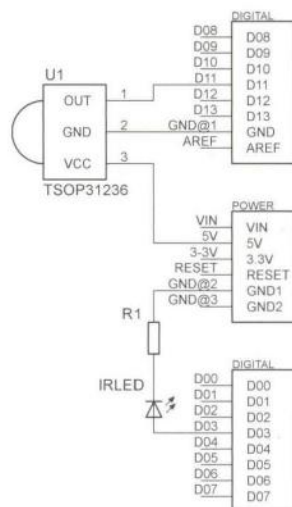 DIGITAL
D08 D08
D09 D09
D10 D10
D11 D11
D12 D12
D13 D13
GND@1 GND
AREF AREF
U1
OUT 1
GND 2
VCC 3
TSOP31236
POWER
VIN VIN
5V 5V
3-3V 3.3V
RESET RESET
GND@2 GND1
GND@3 GND2
R1
IRLED
DIGITAL
D00 D00
D01 D01
D02 D02
D03 D03
D04 D04
D05 D05
D06 D06
D07 D07